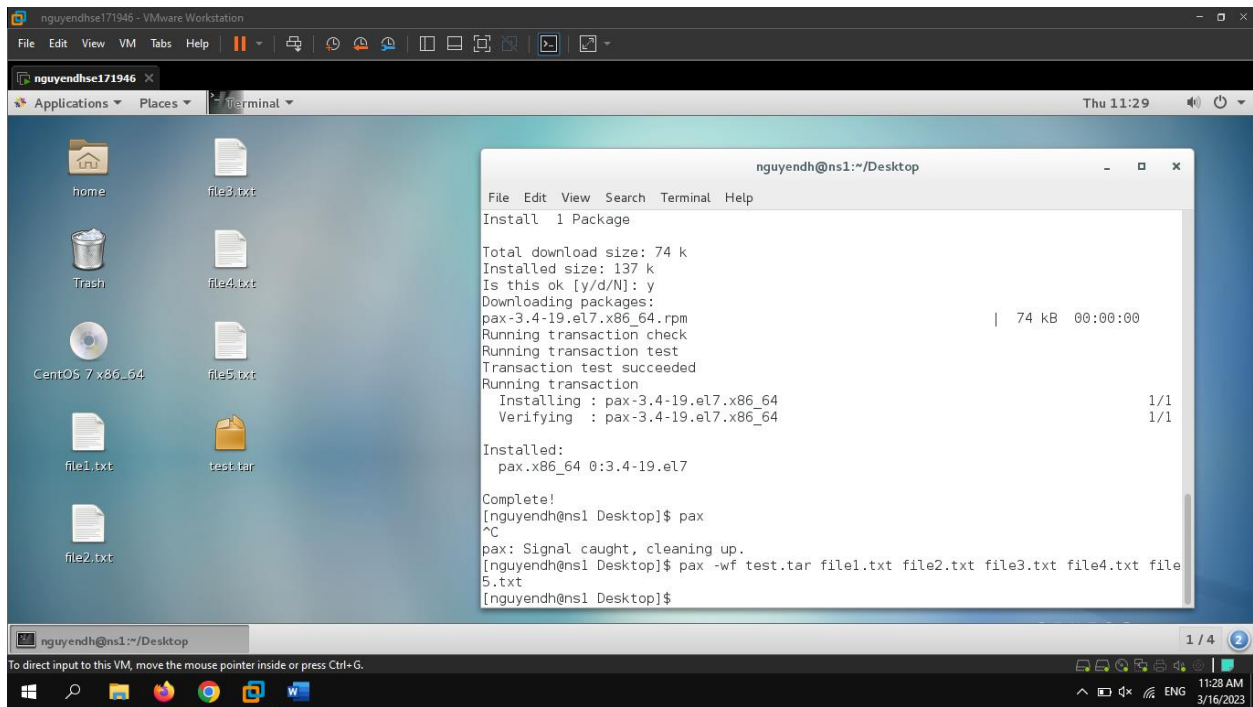 nguyendhse171946 - VMware Workstation
File Edit View VM Tabs Help
nguyendhse171946
Applications Places Terminal Thu 11:29
home
file3.txt
Trash
file4.txt
CentOS 7 x86_64
file5.txt
file1.txt
test.tar
file2.txt
nguyendh@ns1:~/Desktop
File Edit View Search Terminal Help
Install 1 Package
Total download size: 74 k
Installed size: 137 k
Is this ok [y/d/N]: y
Downloading packages:
pax-3.4-19.el7.x86_64.rpm | 74 kB 00:00:00
Running transaction check
Running transaction test
Transaction test succeeded
Running transaction
Installing : pax-3.4-19.el7.x86_64 1/1
Verifying : pax-3.4-19.el7.x86_64 1/1
Installed:
pax.x86_64 0:3.4-19.el7
Complete!
[nguyendh@ns1 Desktop]$ pax
^C
pax: Signal caught, cleaning up.
[nguyendh@ns1 Desktop]$ pax -wf test.tar file1.txt file2.txt file3.txt file4.txt file
5.txt
[nguyendh@ns1 Desktop]$
nguyendh@ns1:~/Desktop 1 / 4 2
To direct input to this VM, move the mouse pointer inside or press Ctrl+G.
ENG 11:28 AM
3/16/2023